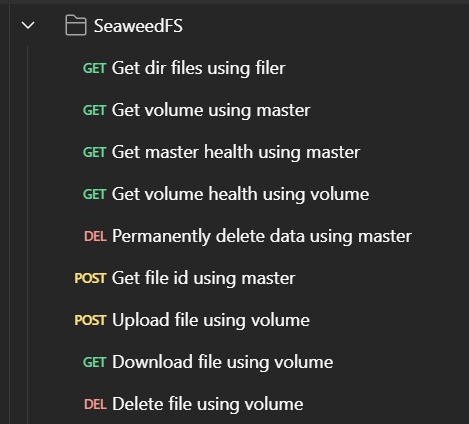 SeaweedFS
GET Get dir files using filer
GET Get volume using master
GET Get master health using master
GET Get volume health using volume
DEL Permanently delete data using master
POST Get file id using master
POST Upload file using volume
GET Download file using volume
DEL Delete file using volume